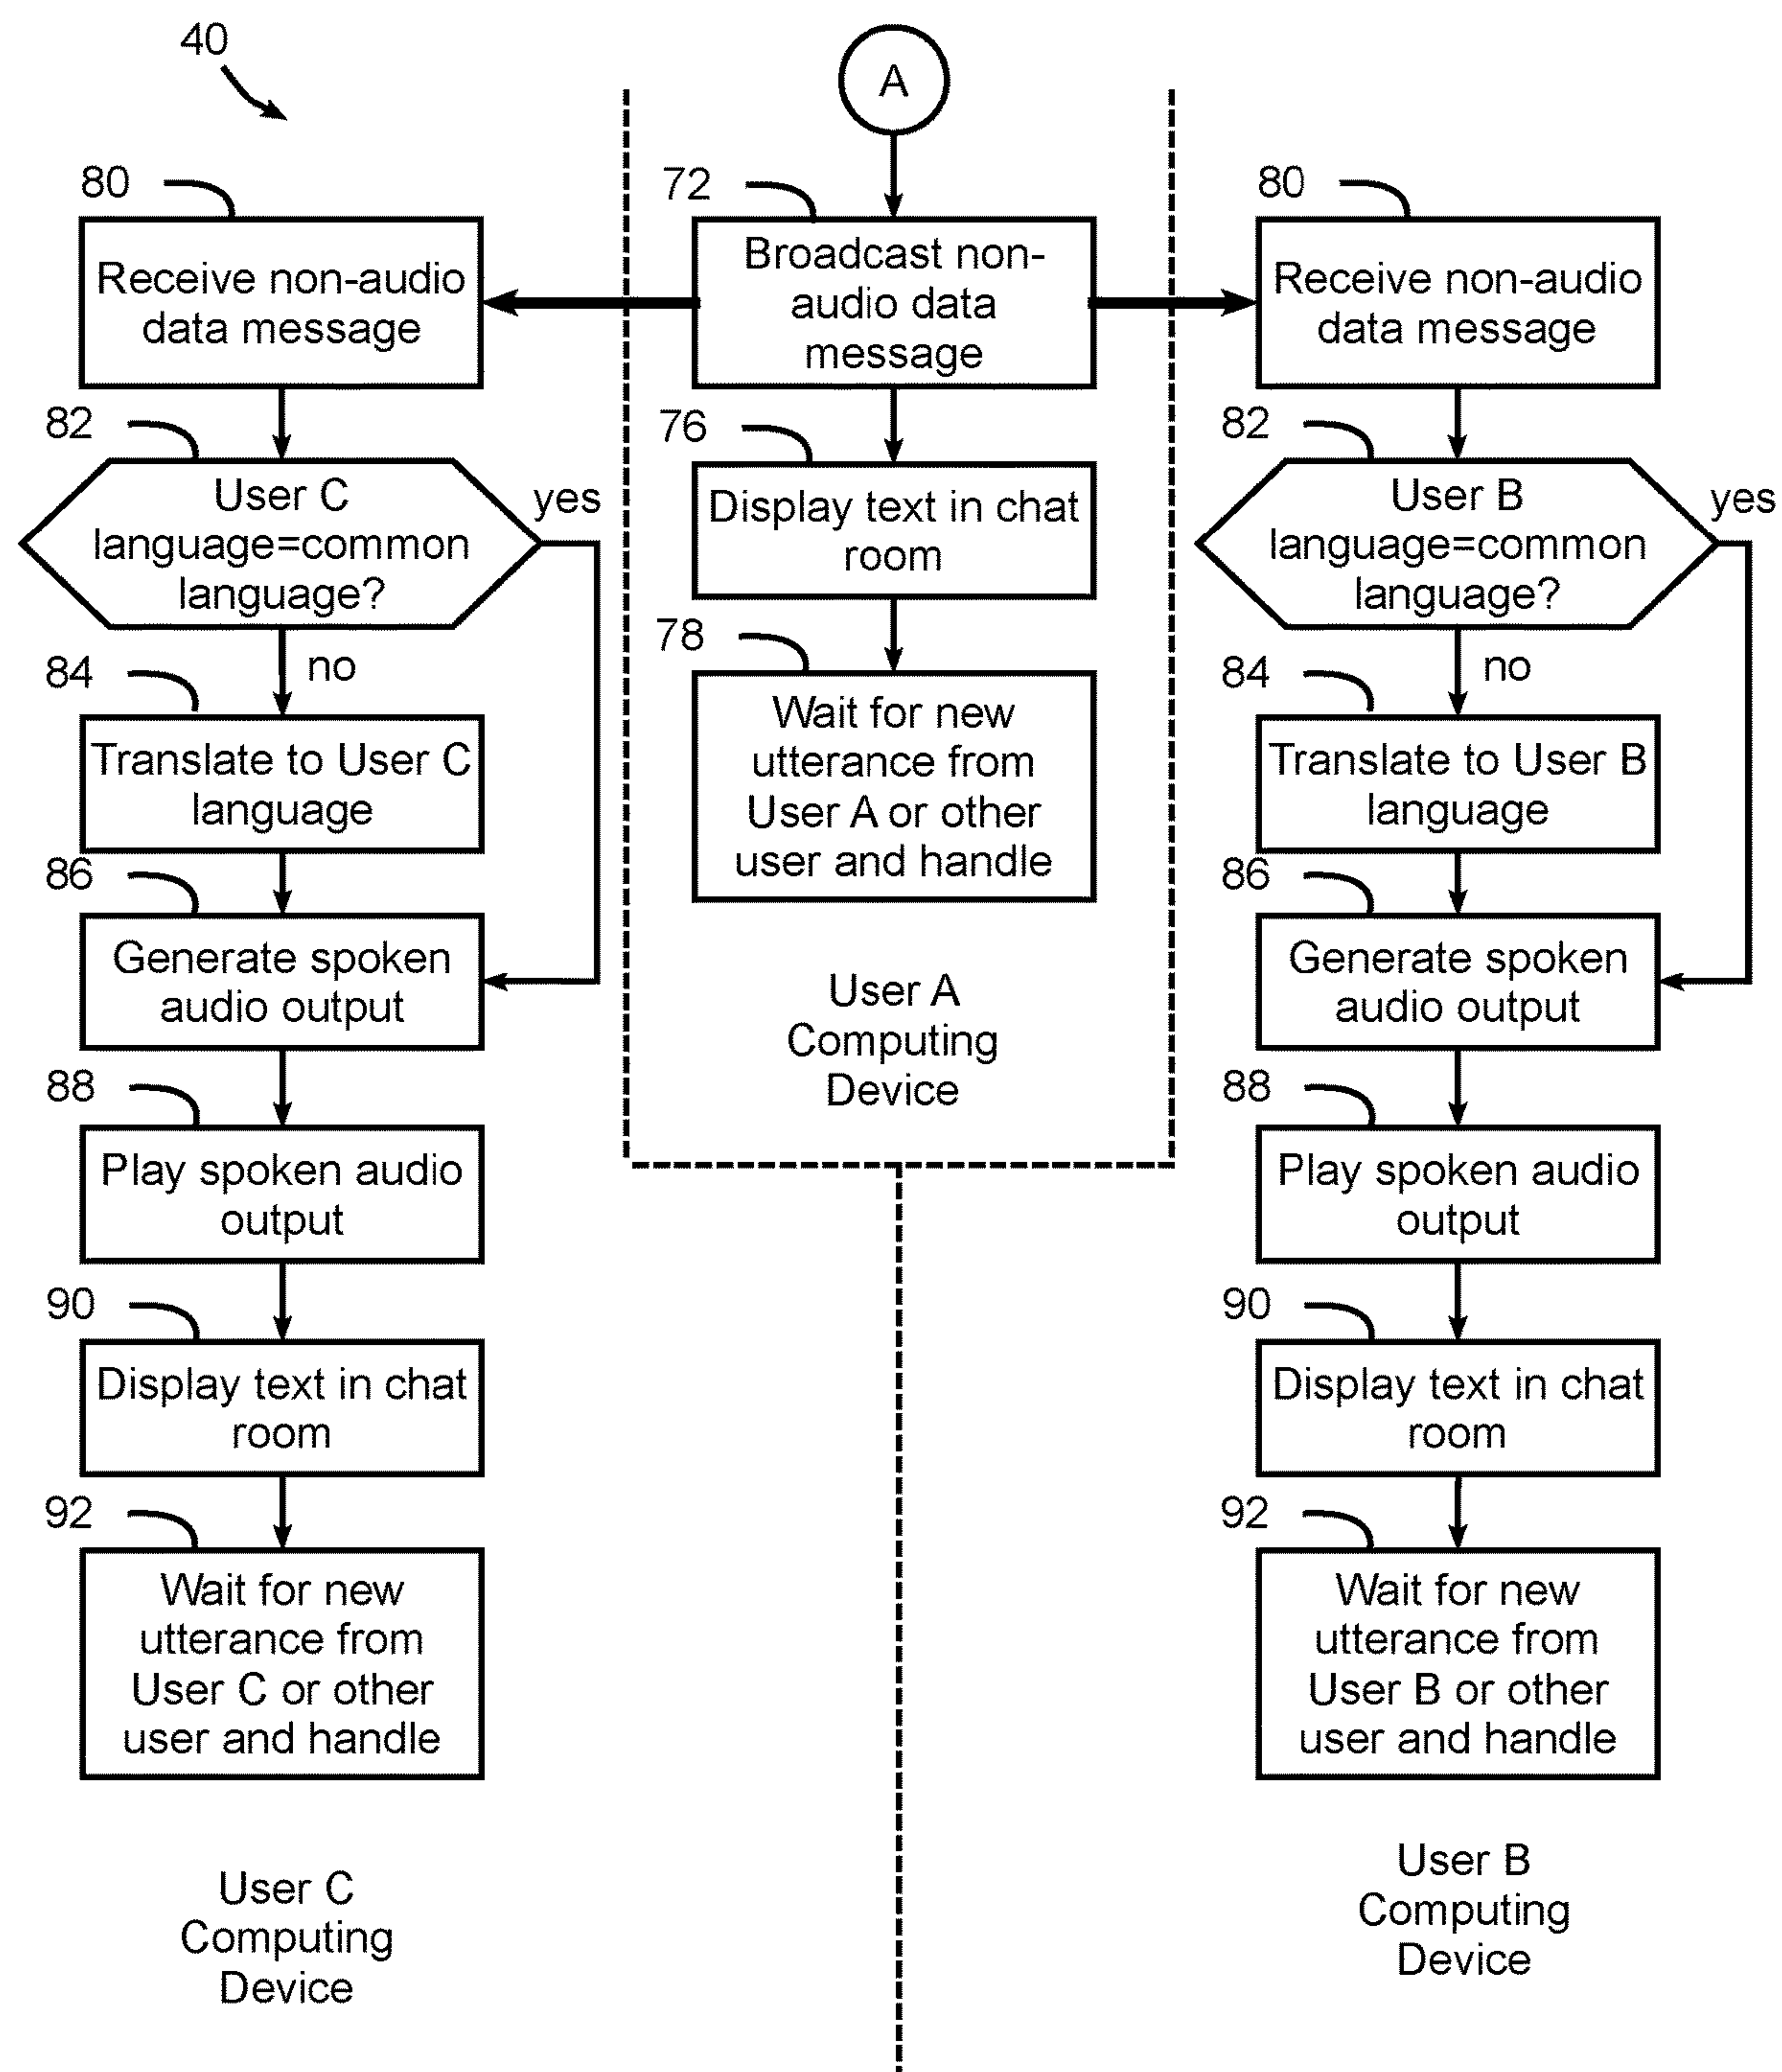 40
A
80
Receive non-audio
data message
82
User C
language=common
language?
yes
no
84
Translate to User C
language
86
Generate spoken
audio output
88
Play spoken audio
output
90
Display text in chat
room
92
Wait for new
utterance from
User C or other
user and handle
User C
Computing
Device
72
Broadcast non-
audio data
message
76
Display text in chat
room
78
Wait for new
utterance from
User A or other
user and handle
User A
Computing
Device
80
Receive non-audio
data message
82
User B
language=common
language?
yes
no
84
Translate to User B
language
86
Generate spoken
audio output
88
Play spoken audio
output
90
Display text in chat
room
92
Wait for new
utterance from
User B or other
user and handle
User B
Computing
Device